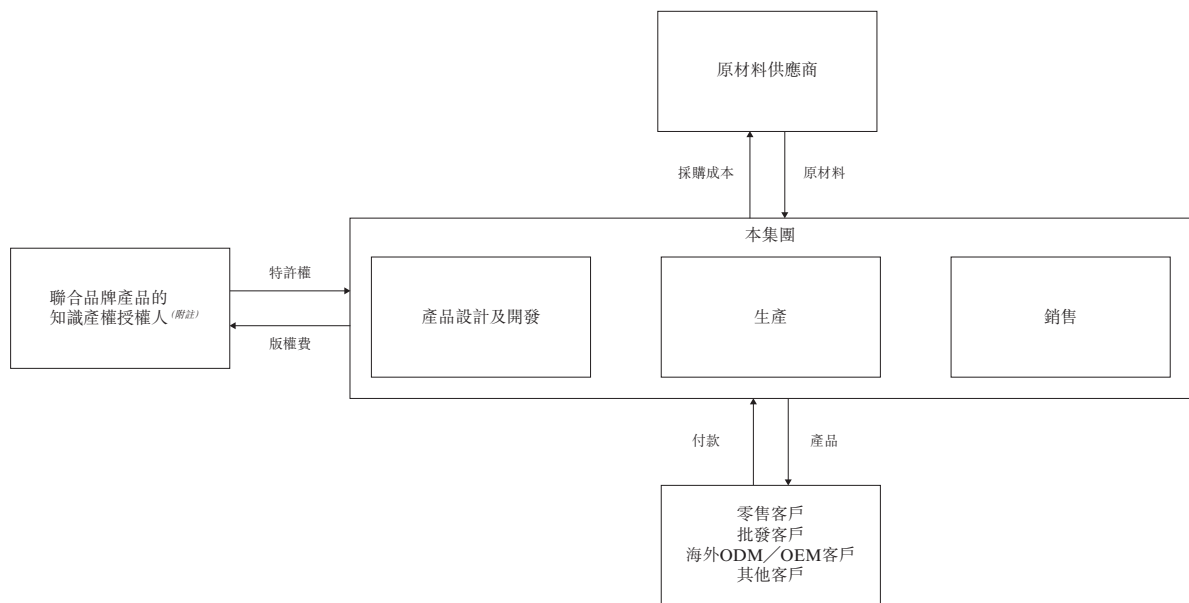 原材料供應商
採購成本
原材料
本集團
聯合品牌產品的
知識產權授權人(附註)
特許權
版權費
產品設計及開發
生產
銷售
付款
產品
零售客戶
批發客戶
海外ODM／OEM客戶
其他客戶